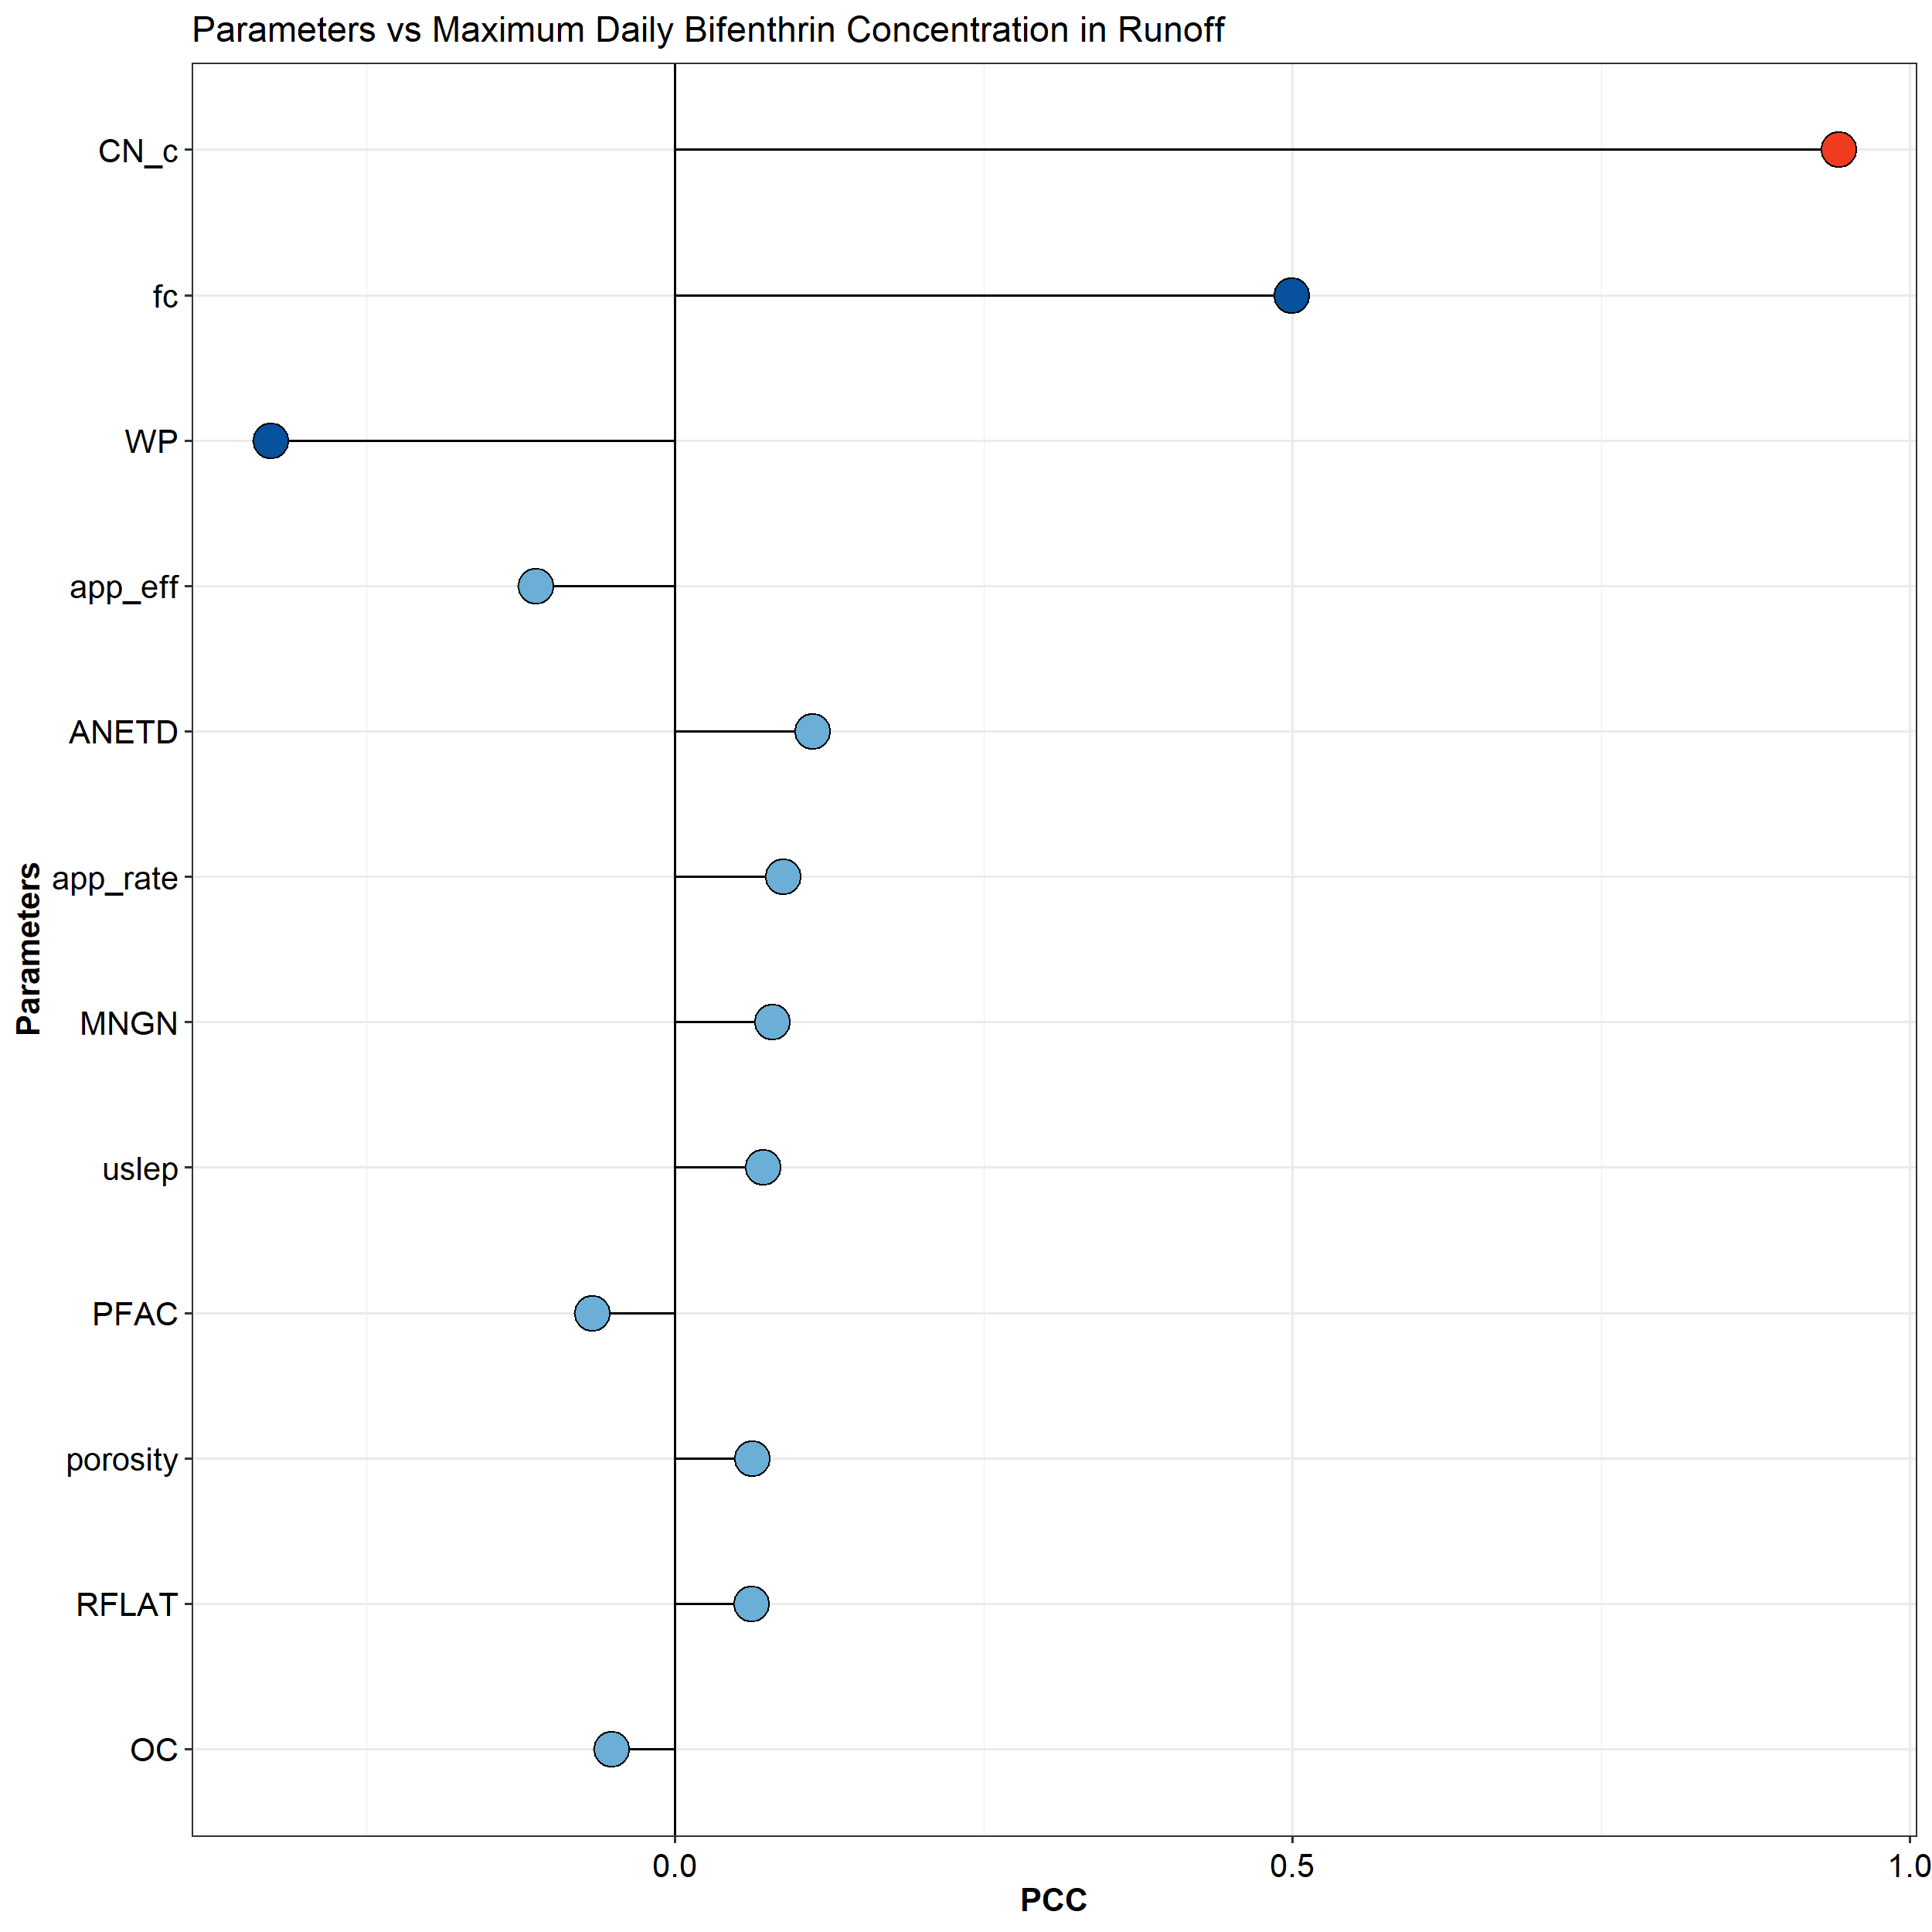 Parameters vs Maximum Daily Bifenthrin Concentration in Runoff
CN_c
fc
WP
app_eff
ANETD
app_rate
MNGN
uslep
PFAC
porosity
RFLAT
OC
Parameters
0.0 0.5 1.0
PCC